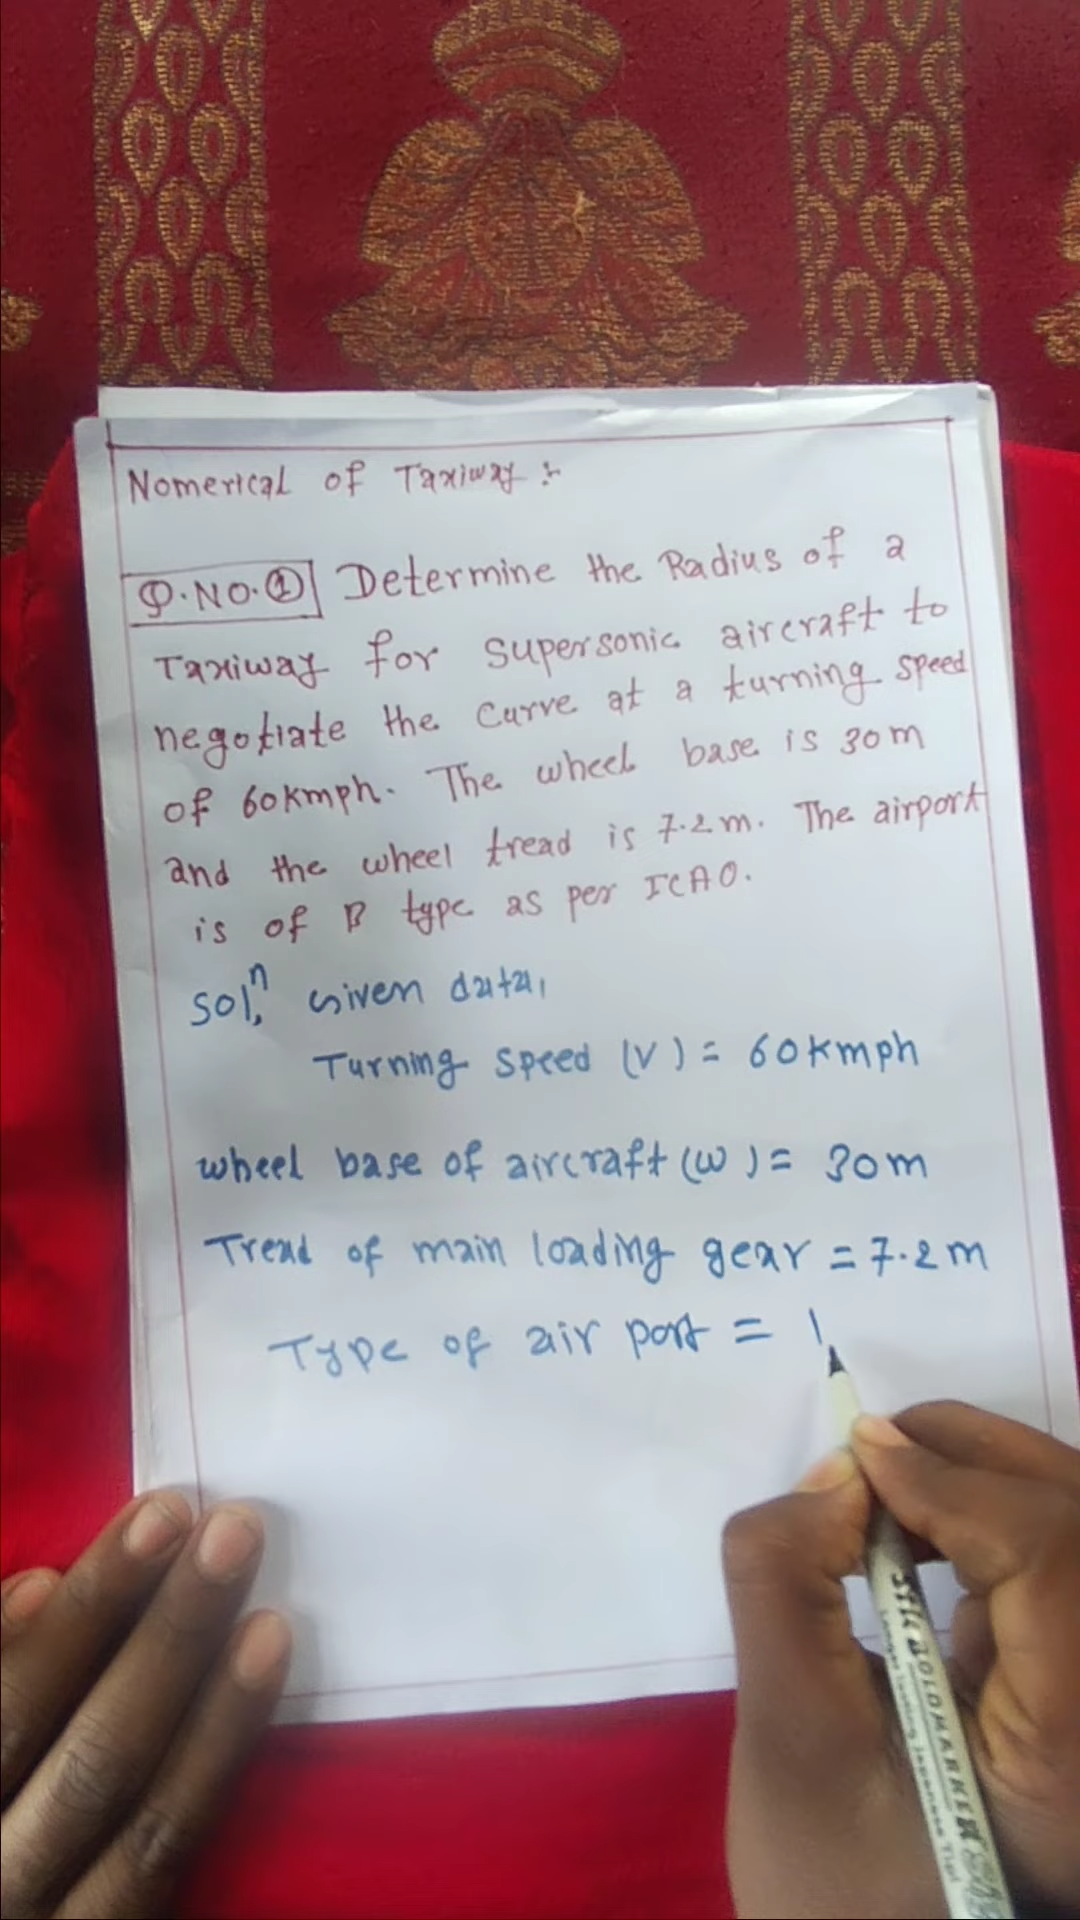 Nomerical of Taxiway :-
Q.NO.① Determine the Radius of a
Taxiway for supersonic aircraft to
negotiate the curve at a turning speed
of 60kmph. The wheel base is 30m
and the wheel tread is 7.2m. The airport
is of B type as per ICAO.
Solⁿ, Given data,
Turning speed (V) = 60kmph
wheel base of aircraft (w) = 30m
Tread of main loading gear = 7.2m
Type of air port =